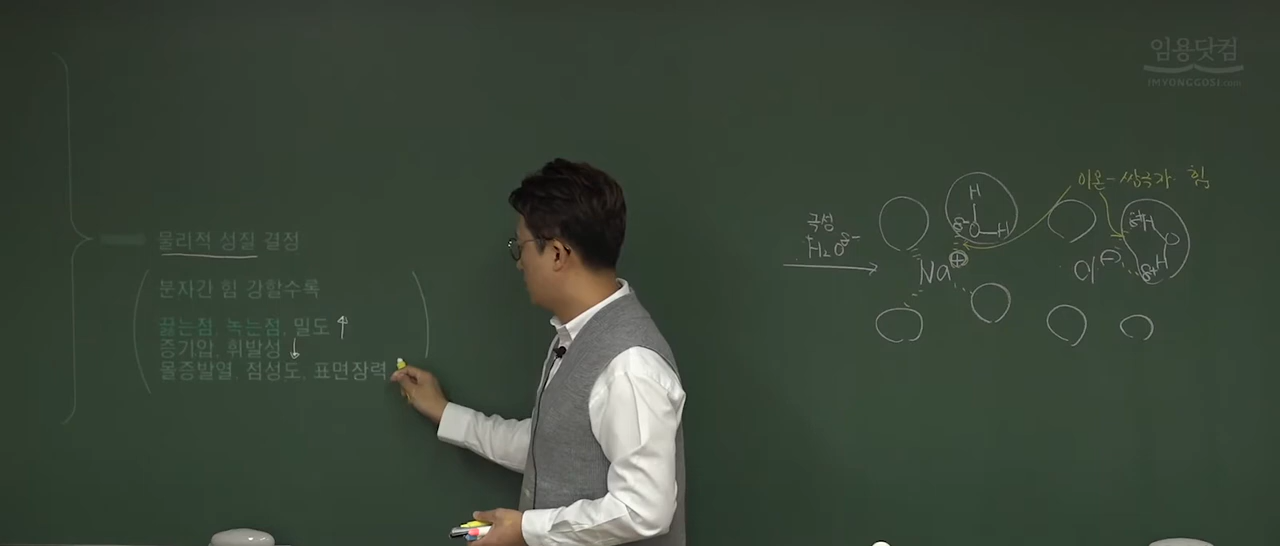 물리적 성질 결정
분자간 힘 강할수록
끓는점, 녹는점, 밀도 ↑
증기압, 휘발성 ↓
몰증발열, 점성도, 표면장력
극성
H₂O
Na ⊕
H
δ- O-H
이온-쌍극자 힘
Cl ⊖
δ+ H
O
H
δ+
임용닷컴
IMYONGGOSI.com